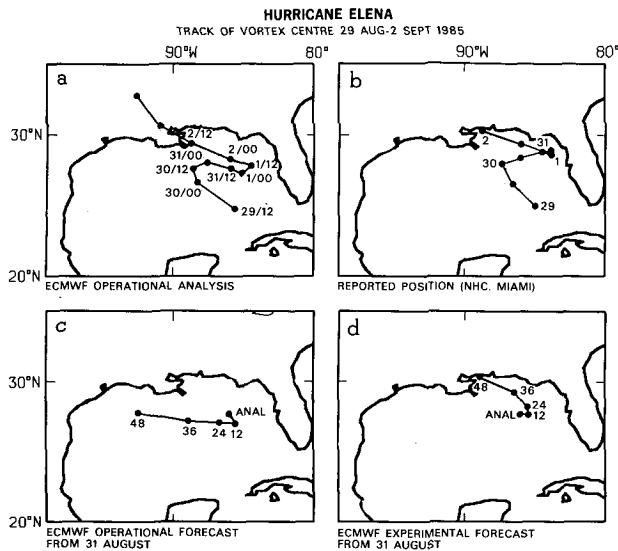 HURRICANE ELENA
TRACK OF VORTEX CENTRE 29 AUG-2 SEPT 1985
90°W 80° 90°W 80°
a
30°N
2/12
31/00
2/00
30/12
1/12
31/12
1/00
30/00
29/12
20°N
ECMWF OPERATIONAL ANALYSIS
b
2
31
30
1
29
REPORTED POSITION (NHC. MIAMI)
c
30°N
ANAL
48
36
24
12
20°N
ECMWF OPERATIONAL FORECAST
FROM 31 AUGUST
d
48
36
24
ANAL
12
ECMWF EXPERIMENTAL FORECAST
FROM 31 AUGUST